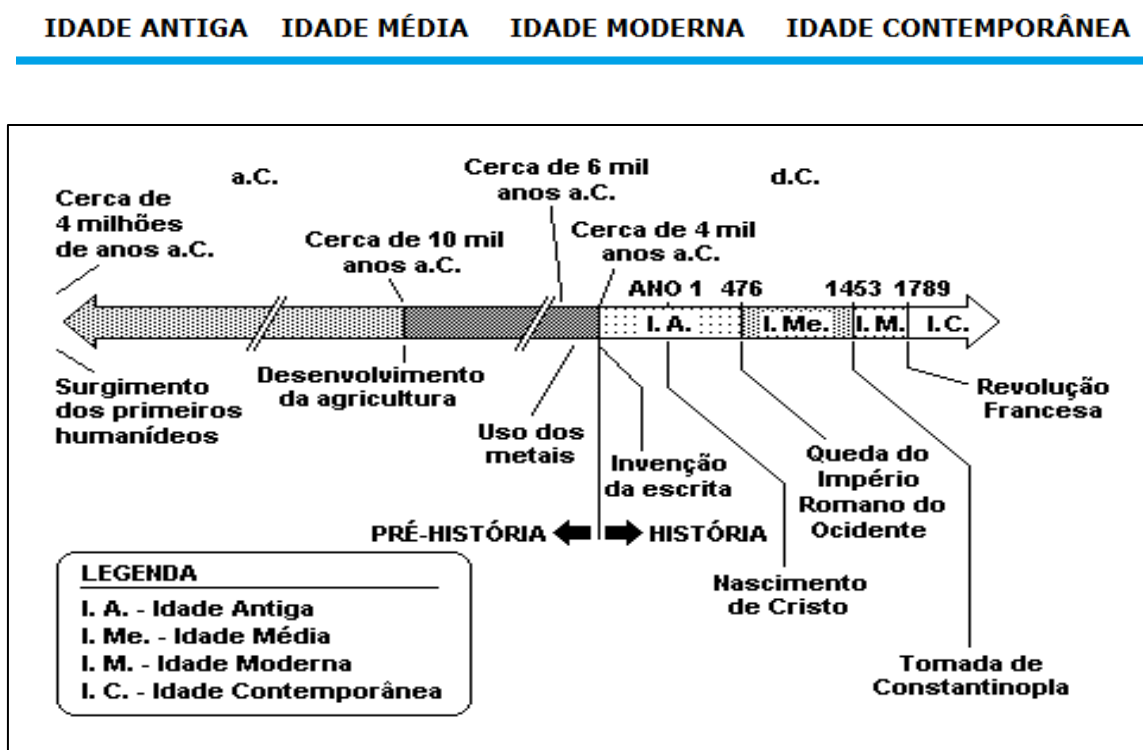 IDADE ANTIGA IDADE MÉDIA IDADE MODERNA IDADE CONTEMPORÂNEA
a.C.
d.C.
Cerca de
4 milhões
de anos a.C.
Cerca de 10 mil
anos a.C.
Cerca de 6 mil
anos a.C.
Cerca de 4 mil
anos a.C.
ANO 1 476 1453 1789
I. A. I. Me. I. M. I. C.
Surgimento
dos primeiros
humanídeos
Desenvolvimento
da agricultura
Uso dos
metais
Invenção
da escrita
Queda do
Império
Romano do
Ocidente
Revolução
Francesa
PRÉ-HISTÓRIA HISTÓRIA
Nascimento
de Cristo
Tomada de
Constantinopla
LEGENDA
I. A. - Idade Antiga
I. Me. - Idade Média
I. M. - Idade Moderna
I. C. - Idade Contemporânea